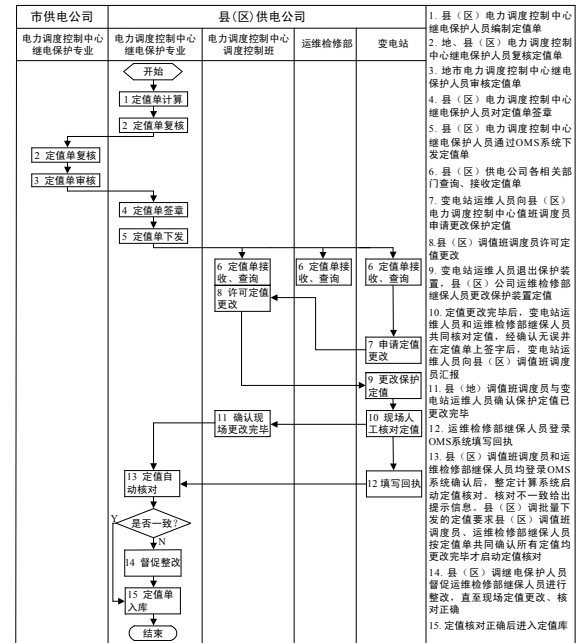 市供电公司
县(区)供电公司
电力调度控制中心
继电保护专业
电力调度控制中心
继电保护专业
电力调度控制中心
调度控制班
运维检修部
变电站
开始
1 定值单计算
2 定值单复核
2 定值单复核
3 定值单审核
4 定值单签章
5 定值单下发
6 定值单接
收、查询
6 定值单接
收、查询
6 定值单接
收、查询
8 许可定值
更改
7 申请定值
更改
9 更改保护
定值
11 确认现
场更改完毕
10 现场人
工核对定值
13 定值自
动核对
12 填写回执
是否一致?
Y
N
14 督促整改
15 定值单
入库
结束
1. 县（区）电力调度控制中心
继电保护人员编制定值单
2. 地、县（区）电力调度控制
中心继电保护人员复核定值单
3. 地市电力调度控制中心继电
保护人员审核定值单
4. 县（区）电力调度控制中心
继电保护人员对定值单签章
5. 县（区）电力调度控制中心
继电保护人员通过OMS系统下
发定值单
6. 县（区）供电公司各相关部
门查询、接收定值单
7. 变电站运维人员向县（区）
电力调度控制中心值班调度员
申请更改保护定值
8.县（区）调值班调度员许可定
值更改
9. 变电站运维人员退出保护装
置，县（区）公司运维检修部
继保人员更改保护装置定值
10. 定值更改完毕后，变电站运
维人员和运维检修部继保人员
共同核对定值，经确认无误并
在定值单上签字后，变电站运
维人员向县（区）调值班调度
员汇报
11. 县（地）调值班调度员与变
电站运维人员确认保护定值已
更改完毕
12. 运维检修部继保人员登录
OMS系统填写回执
13. 县（区）调值班调度员和运
维检修部继保人员均登录OMS
系统确认后，整定计算系统启
动定值核对。核对不一致给出
提示信息。县（区）调批量下
发的定值要求县（区）调值班
调度员、运维检修部继保人员
按定值单共同确认所有定值均
更改完毕才启动定值核对
14. 县（区）调继电保护人员
督促运维检修部继保人员进行
整改，直至现场定值更改、核
对正确
15. 定值核对正确后进入定值库